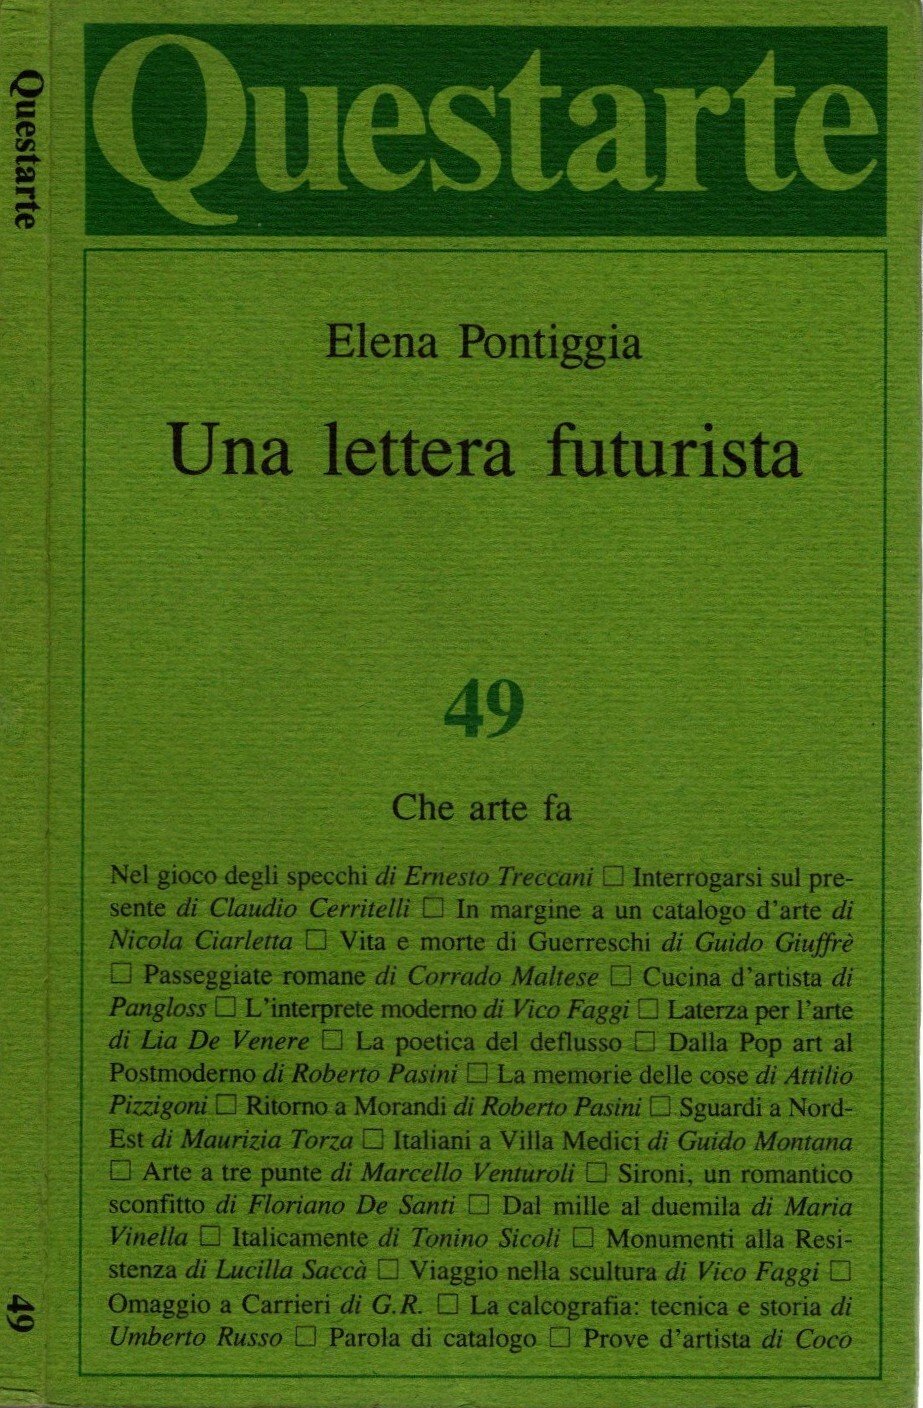 Questarte
49
Questarte
Elena Pontiggia
Una lettera futurista
49
Che arte fa
Nel gioco degli specchi di Ernesto Treccani □ Interrogarsi sul pre-
sente di Claudio Cerritelli □ In margine a un catalogo d'arte di
Nicola Ciarletta □ Vita e morte di Guerreschi di Guido Giuffrè
□ Passeggiate romane di Corrado Maltese □ Cucina d'artista di
Pangloss □ L'interprete moderno di Vico Faggi □ Laterza per l'arte
di Lia De Venere □ La poetica del deflusso □ Dalla Pop art al
Postmoderno di Roberto Pasini □ La memorie delle cose di Attilio
Pizzigoni □ Ritorno a Morandi di Roberto Pasini □ Sguardi a Nord-
Est di Maurizia Torza □ Italiani a Villa Medici di Guido Montana
□ Arte a tre punte di Marcello Venturoli □ Sironi, un romantico
sconfitto di Floriano De Santi □ Dal mille al duemila di Maria
Vinella □ Italicamente di Tonino Sicoli □ Monumenti alla Resi-
stenza di Lucilla Saccà □ Viaggio nella scultura di Vico Faggi □
Omaggio a Carrieri di G.R. □ La calcografia: tecnica e storia di
Umberto Russo □ Parola di catalogo □ Prove d'artista di Coco